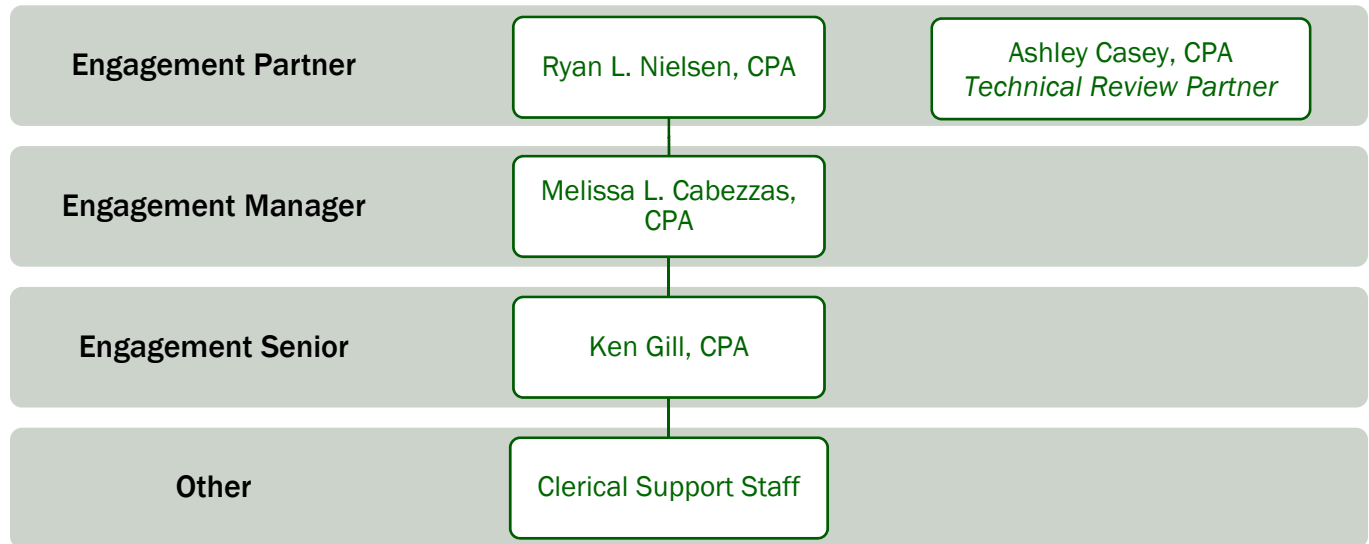 Engagement Partner
Ryan L. Nielsen, CPA
Ashley Casey, CPA
Technical Review Partner
Engagement Manager
Melissa L. Cabezzas,
CPA
Engagement Senior
Ken Gill, CPA
Other
Clerical Support Staff